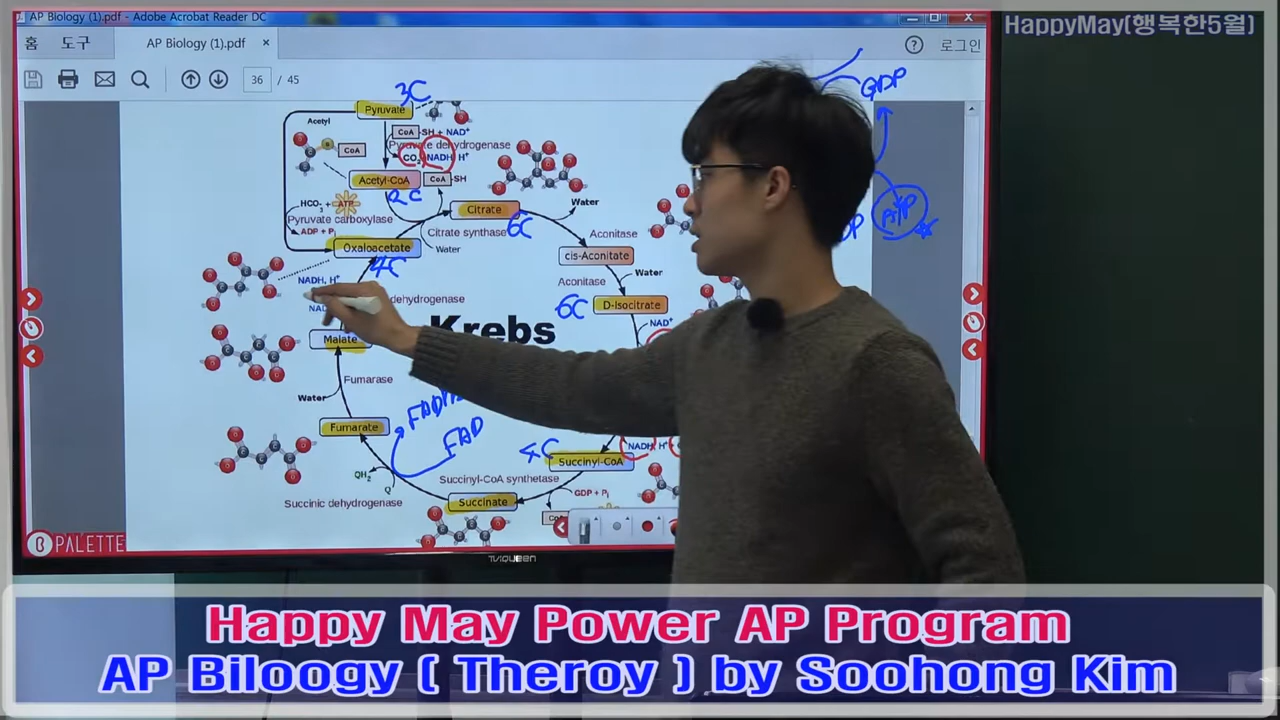 AP Biology (1).pdf - Adobe Acrobat Reader DC
HappyMay(행복한5월)
홈 도구 AP Biology (1).pdf × ? 로그인
36 / 45
Pyruvate 3C
GDP
Acetyl
CoA-SH + NAD⁺
Pyruvate dehydrogenase
CoA
CO₂ NADH, H⁺
Acetyl-CoA CoA-SH
2C
HCO₃⁻ + ATP
Citrate
6C
Water
ATP
Pyruvate carboxylase
ADP + Pᵢ
Citrate synthase
Aconitase
Oxaloacetate
Water
cis-Aconitate
4C
Water
NADH, H⁺
Aconitase
dehydrogenase
6C
D-Isocitrate
NAD⁺
Krebs
Malate
Fumarase
Water
FAD
Fumarate
4C
NADH, H⁺
Succinyl-CoA
QH₂
Q
Succinyl-CoA synthetase
Succinic dehydrogenase
Succinate
GDP + Pᵢ
PALETTE
TVIQUEEN
Happy May Power AP Program
AP Biloogy ( Theroy ) by Soohong Kim